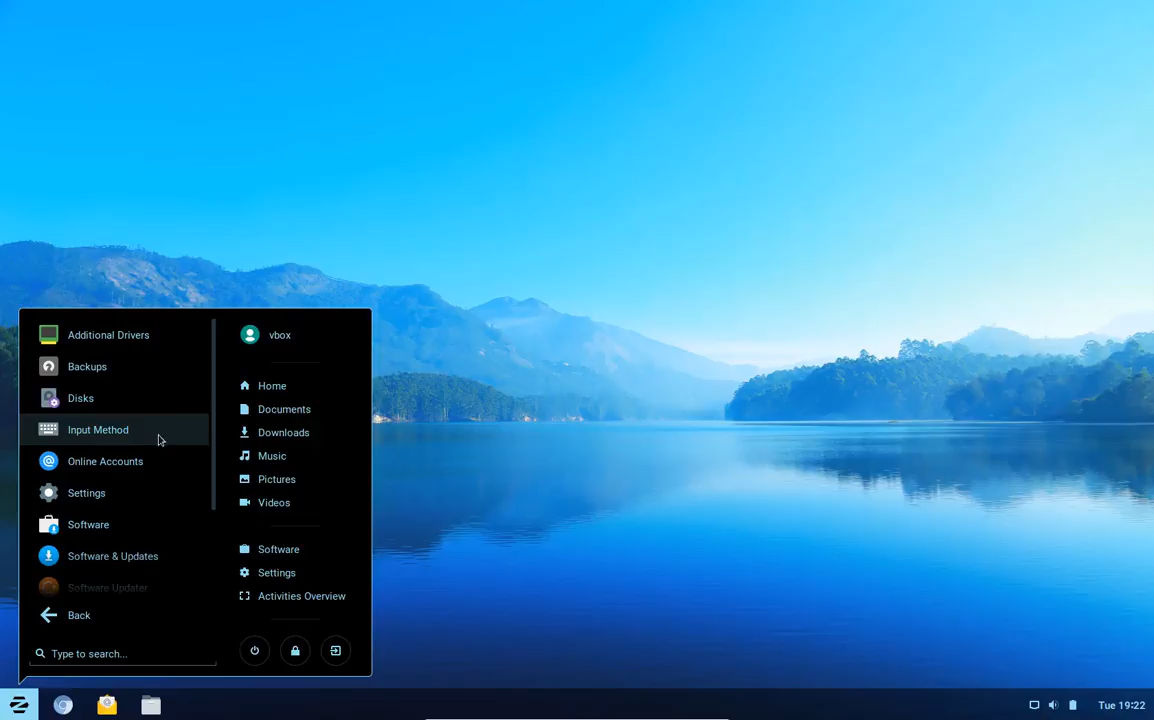 Additional Drivers
Backups
Disks
Input Method
Online Accounts
Settings
Software
Software & Updates
Software Updater
Back
Type to search...
vbox
Home
Documents
Downloads
Music
Pictures
Videos
Software
Settings
Activities Overview
Tue 19:22